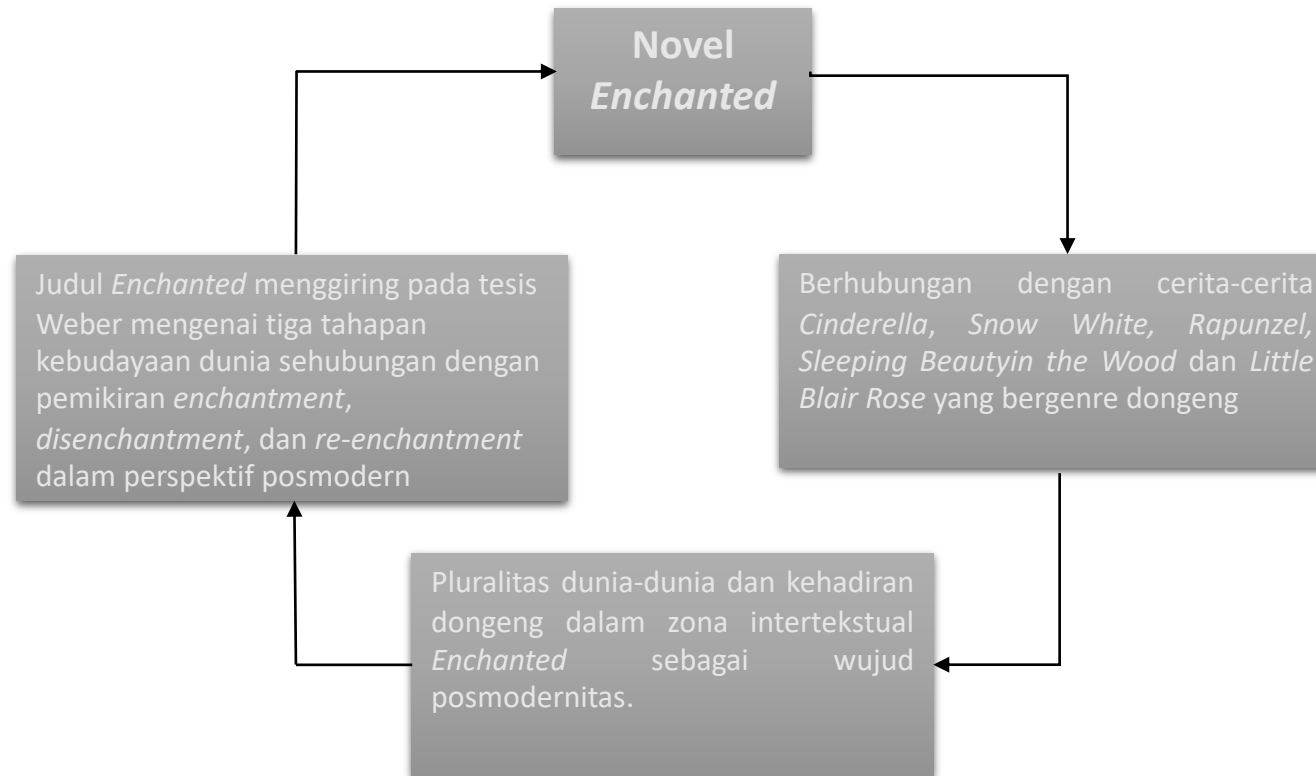 Novel
Enchanted
Judul Enchanted menggiring pada tesis
Weber mengenai tiga tahapan
kebudayaan dunia sehubungan dengan
pemikiran enchantment,
disenchantment, dan re-enchantment
dalam perspektif posmodern
Berhubungan dengan cerita-cerita
Cinderella, Snow White, Rapunzel,
Sleeping Beautyin the Wood dan Little
Blair Rose yang bergenre dongeng
Pluralitas dunia-dunia dan kehadiran
dongeng dalam zona intertekstual
Enchanted sebagai wujud
posmodernitas.